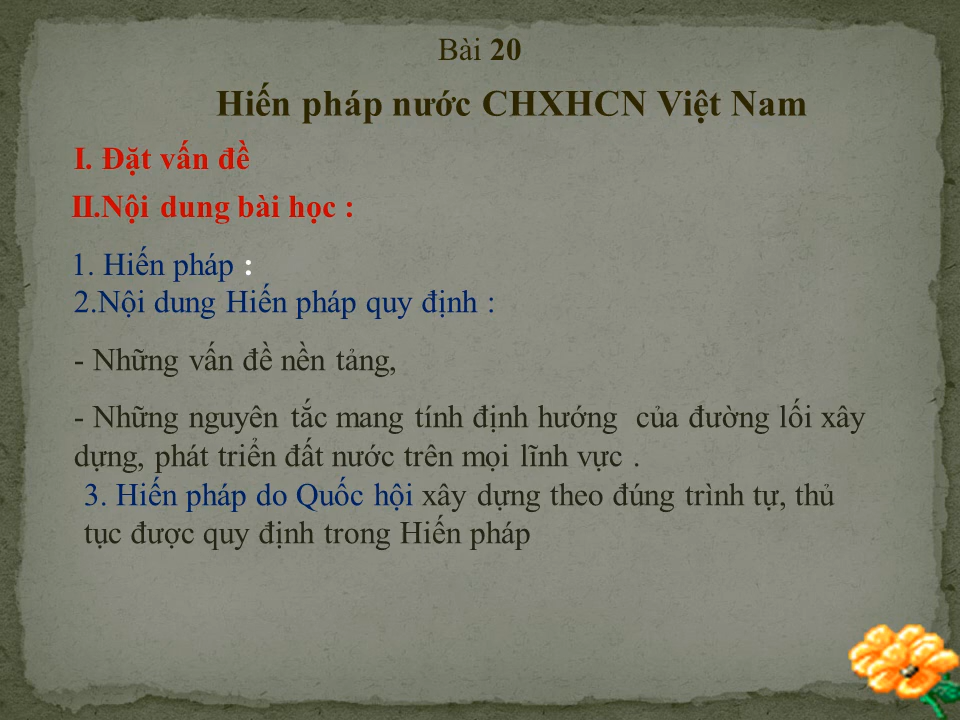 Bài 20
Hiến pháp nước CHXHCN Việt Nam
I. Đặt vấn đề
II.Nội dung bài học :
1. Hiến pháp :
2.Nội dung Hiến pháp quy định :
- Những vấn đề nền tảng,
- Những nguyên tắc mang tính định hướng của đường lối xây
dựng, phát triển đất nước trên mọi lĩnh vực .
3. Hiến pháp do Quốc hội xây dựng theo đúng trình tự, thủ
tục được quy định trong Hiến pháp